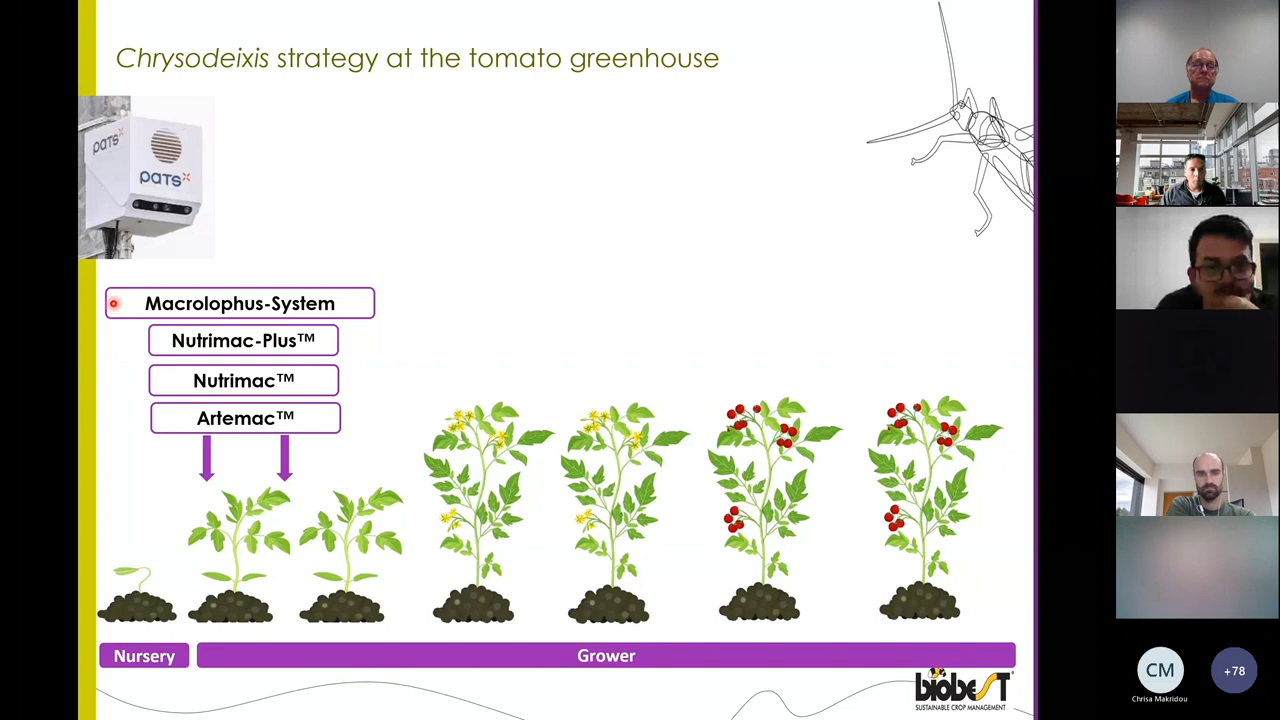 Chrysodeixis strategy at the tomato greenhouse
PATS
PATS
Macrolophus-System
Nutrimac-Plus™
Nutrimac™
Artemac™
Nursery
Grower
biobeST
SUSTAINABLE CROP MANAGEMENT
CM
+78
Chrisa Makridou